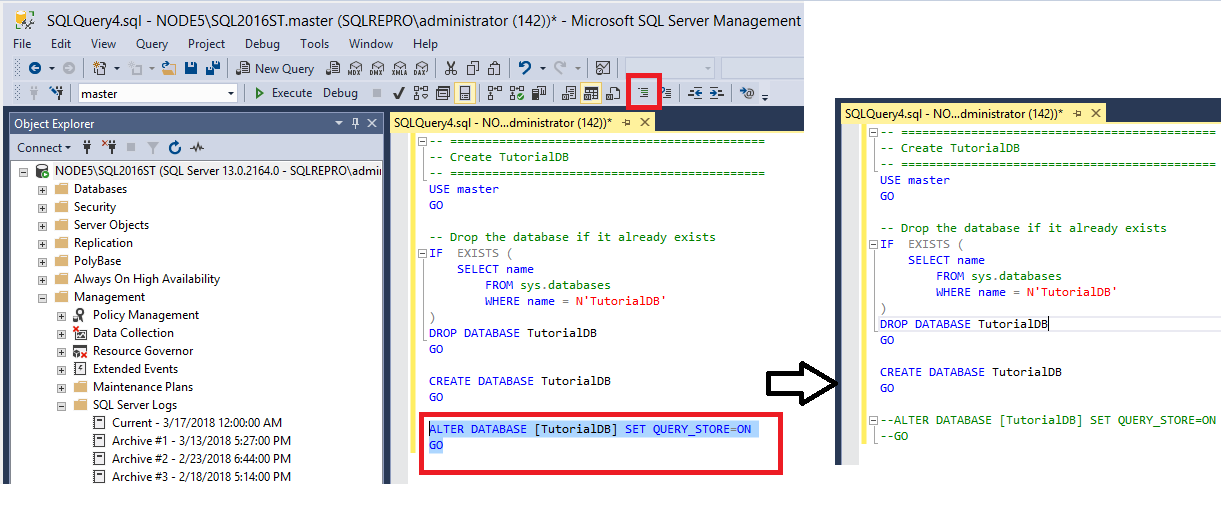 SQLQuery4.sql - NODE5\SQL2016ST.master (SQLREPRO\administrator (142))* - Microsoft SQL Server Management
File Edit View Query Project Debug Tools Window Help
New Query MDX DMX XMLA DAX
master Execute Debug
Object Explorer
Connect
NODE5\SQL2016ST (SQL Server 13.0.2164.0 - SQLREPRO\admin
Databases
Security
Server Objects
Replication
PolyBase
Always On High Availability
Management
Policy Management
Data Collection
Resource Governor
Extended Events
Maintenance Plans
SQL Server Logs
Current - 3/17/2018 12:00:00 AM
Archive #1 - 3/13/2018 5:27:00 PM
Archive #2 - 2/23/2018 6:44:00 PM
Archive #3 - 2/18/2018 5:14:00 PM
SQLQuery4.sql - NO...dministrator (142))*
-- =============================================
-- Create TutorialDB
-- =============================================
USE master
GO
-- Drop the database if it already exists
IF  EXISTS (
SELECT name
FROM sys.databases
WHERE name = N'TutorialDB'
)
DROP DATABASE TutorialDB
GO
CREATE DATABASE TutorialDB
GO
ALTER DATABASE [TutorialDB] SET QUERY_STORE=ON
GO
SQLQuery4.sql - NO...dministrator (142))*
-- =============================================
-- Create TutorialDB
-- =============================================
USE master
GO
-- Drop the database if it already exists
IF  EXISTS (
SELECT name
FROM sys.databases
WHERE name = N'TutorialDB'
)
DROP DATABASE TutorialDB
GO
CREATE DATABASE TutorialDB
GO
--ALTER DATABASE [TutorialDB] SET QUERY_STORE=ON
--GO